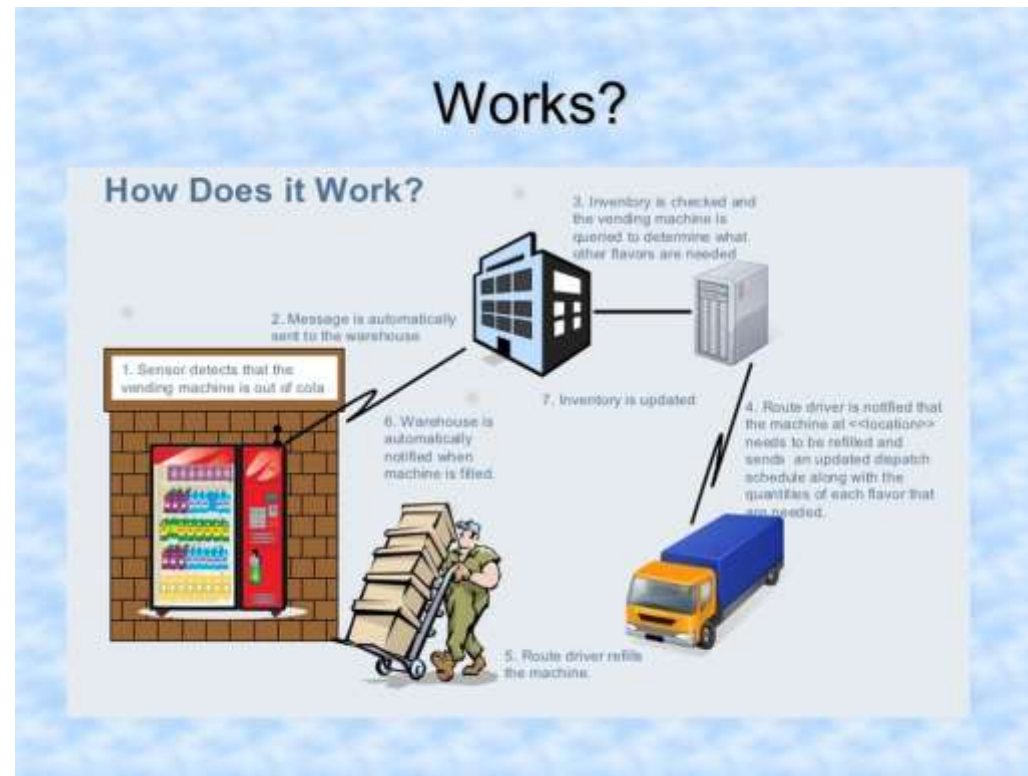 Works?
How Does it Work?
1. Sensor detects that the
vending machine is out of cola
2. Message is automatically
sent to the warehouse
3. Inventory is checked and
the vending machine is
queried to determine what
other flavors are needed
4. Route driver is notified that
the machine at <<location>>
needs to be refilled and
sends an updated dispatch
schedule along with the
quantities of each flavor that
are needed.
5. Route driver refills
the machine.
6. Warehouse is
automatically
notified when
machine is filled.
7. Inventory is updated